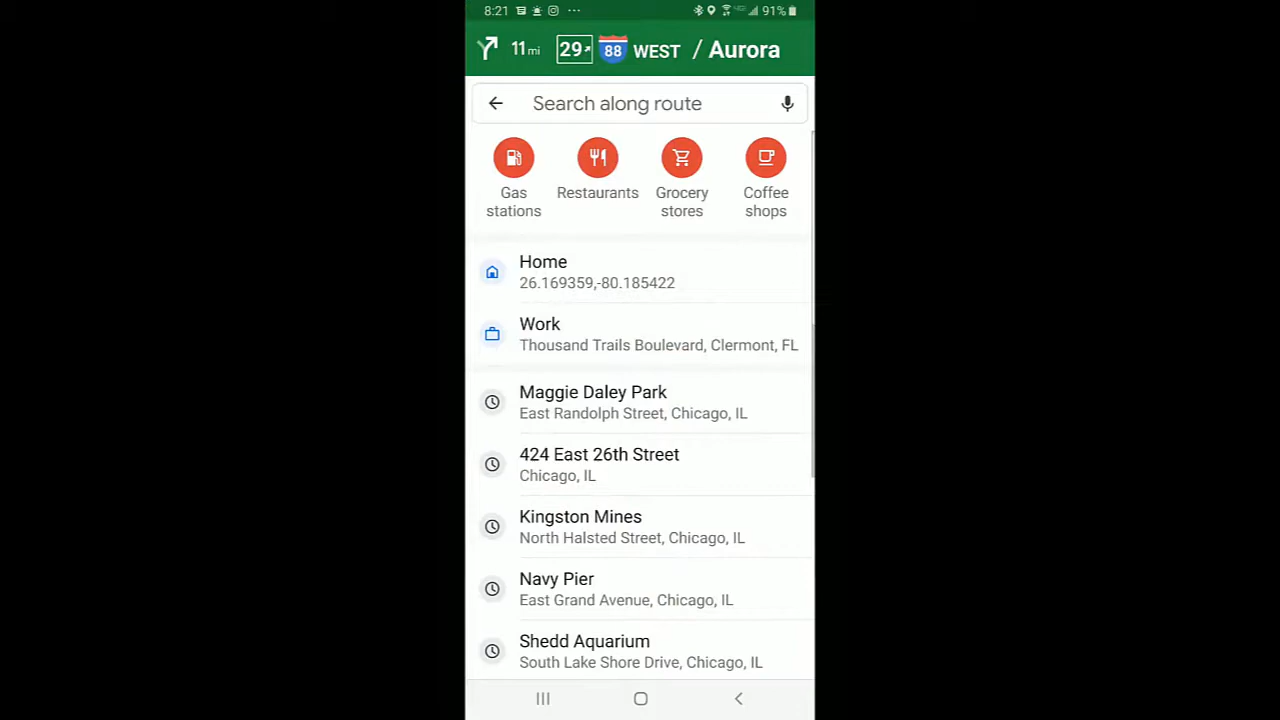 8:21 91%
11 mi 29 88 WEST / Aurora
Search along route
Gas stations
Restaurants
Grocery stores
Coffee shops
Home
26.169359,-80.185422
Work
Thousand Trails Boulevard, Clermont, FL
Maggie Daley Park
East Randolph Street, Chicago, IL
424 East 26th Street
Chicago, IL
Kingston Mines
North Halsted Street, Chicago, IL
Navy Pier
East Grand Avenue, Chicago, IL
Shedd Aquarium
South Lake Shore Drive, Chicago, IL